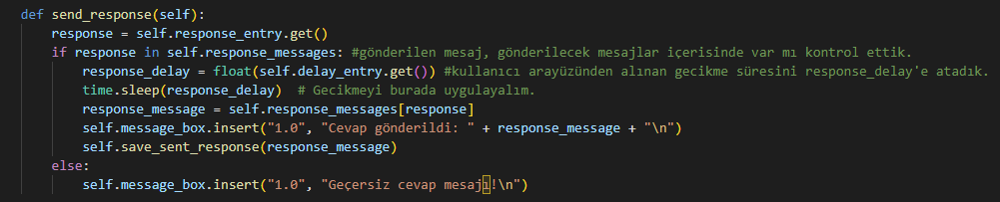 def send_response(self):
    response = self.response_entry.get()
    if response in self.response_messages: #gönderilen mesaj, gönderilecek mesajlar içerisinde var mı kontrol ettik.
        response_delay = float(self.delay_entry.get()) #kullanıcı arayüzünden alınan gecikme süresini response_delay'e atadık.
        time.sleep(response_delay)  # Gecikmeyi burada uygulayalım.
        response_message = self.response_messages[response]
        self.message_box.insert("1.0", "Cevap gönderildi: " + response_message + "\n")
        self.save_sent_response(response_message)
    else:
        self.message_box.insert("1.0", "Geçersiz cevap mesajı!\n")